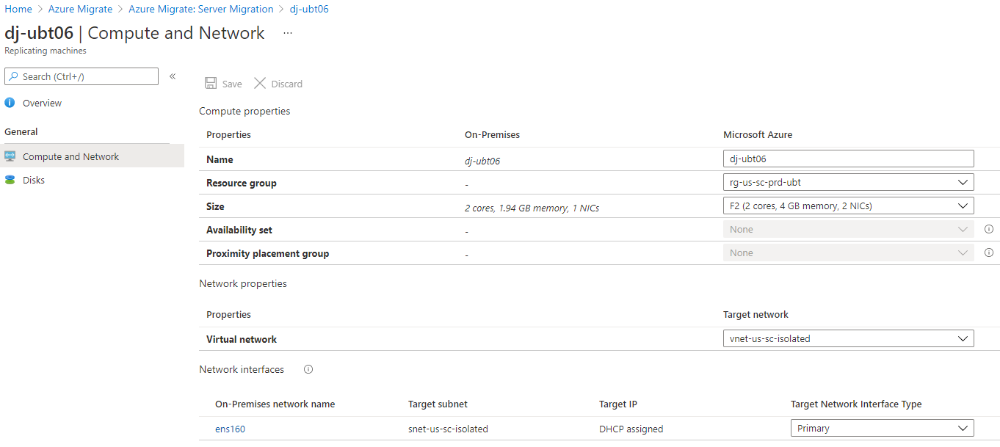 Home > Azure Migrate > Azure Migrate: Server Migration > dj-ubt06
dj-ubt06 | Compute and Network ...
Replicating machines
Search (Ctrl+/) «
Save Discard
Overview
Compute properties
General
Properties On-Premises Microsoft Azure
Compute and Network
Name dj-ubt06 dj-ubt06
Disks
Resource group - rg-us-sc-prd-ubt
Size 2 cores, 1.94 GB memory, 1 NICs F2 (2 cores, 4 GB memory, 2 NICs)
Availability set - None
Proximity placement group - None
Network properties
Properties Target network
Virtual network vnet-us-sc-isolated
Network interfaces
On-Premises network name Target subnet Target IP Target Network Interface Type
ens160 snet-us-sc-isolated DHCP assigned Primary